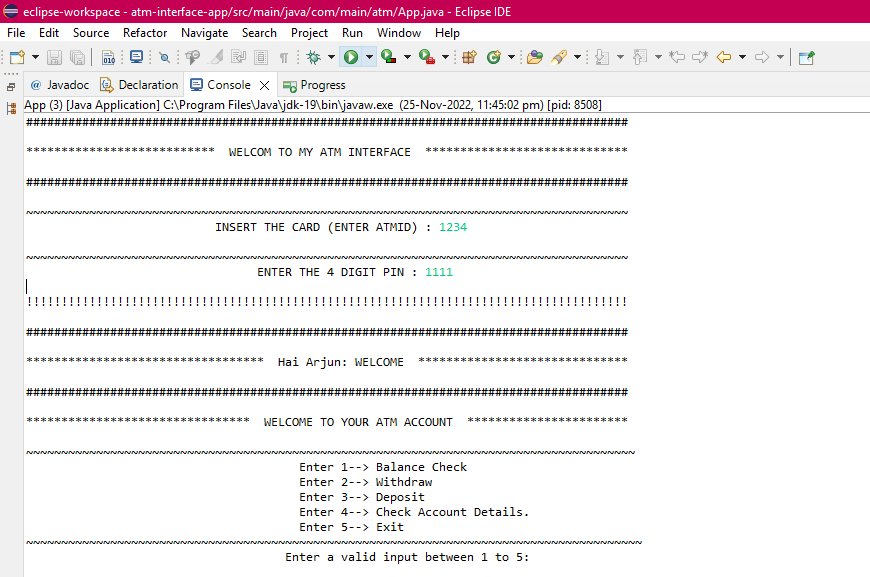 eclipse-workspace - atm-interface-app/src/main/java/com/main/atm/App.java - Eclipse IDE
File Edit Source Refactor Navigate Search Project Run Window Help
@ Javadoc Declaration Console Progress
App (3) [Java Application] C:\Program Files\Java\jdk-19\bin\javaw.exe (25-Nov-2022, 11:45:02 pm) [pid: 8508]
######################################################################################
*************************** WELCOM TO MY ATM INTERFACE *****************************
######################################################################################
~~~~~~~~~~~~~~~~~~~~~~~~~~~~~~~~~~~~~~~~~~~~~~~~~~~~~~~~~~~~~~~~~~~~~~~~~~~~~~~~~~~~~~
INSERT THE CARD (ENTER ATMID) : 1234
~~~~~~~~~~~~~~~~~~~~~~~~~~~~~~~~~~~~~~~~~~~~~~~~~~~~~~~~~~~~~~~~~~~~~~~~~~~~~~~~~~~~~~
ENTER THE 4 DIGIT PIN : 1111
!!!!!!!!!!!!!!!!!!!!!!!!!!!!!!!!!!!!!!!!!!!!!!!!!!!!!!!!!!!!!!!!!!!!!!!!!!!!!!!!!!!!!!
######################################################################################
********************************** Hai Arjun: WELCOME ******************************
######################################################################################
******************************** WELCOME TO YOUR ATM ACCOUNT ***********************
~~~~~~~~~~~~~~~~~~~~~~~~~~~~~~~~~~~~~~~~~~~~~~~~~~~~~~~~~~~~~~~~~~~~~~~~~~~~~~~~~~~~~~~
Enter 1--> Balance Check
Enter 2--> Withdraw
Enter 3--> Deposit
Enter 4--> Check Account Details.
Enter 5--> Exit
~~~~~~~~~~~~~~~~~~~~~~~~~~~~~~~~~~~~~~~~~~~~~~~~~~~~~~~~~~~~~~~~~~~~~~~~~~~~~~~~~~~~~~~~
Enter a valid input between 1 to 5: